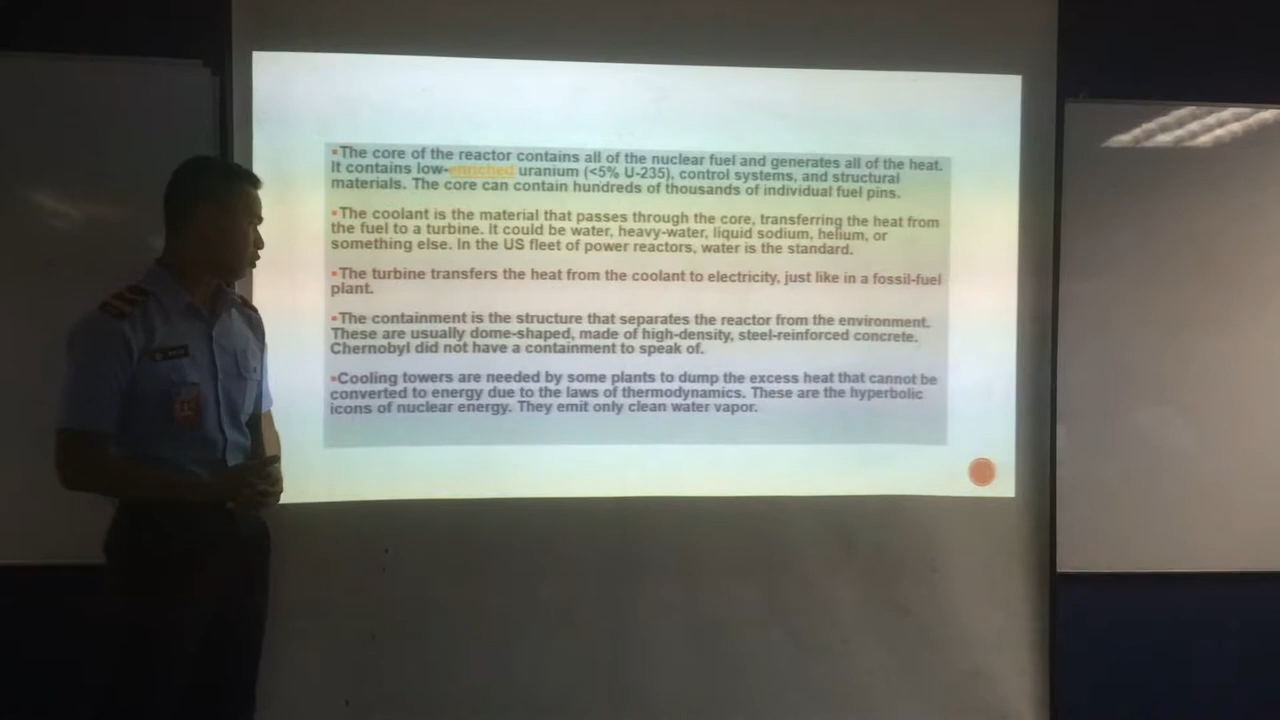 ▪The core of the reactor contains all of the nuclear fuel and generates all of the heat.
It contains low-enriched uranium (<5% U-235), control systems, and structural
materials. The core can contain hundreds of thousands of individual fuel pins.
▪The coolant is the material that passes through the core, transferring the heat from
the fuel to a turbine. It could be water, heavy-water, liquid sodium, helium, or
something else. In the US fleet of power reactors, water is the standard.
▪The turbine transfers the heat from the coolant to electricity, just like in a fossil-fuel
plant.
▪The containment is the structure that separates the reactor from the environment.
These are usually dome-shaped, made of high-density, steel-reinforced concrete.
Chernobyl did not have a containment to speak of.
▪Cooling towers are needed by some plants to dump the excess heat that cannot be
converted to energy due to the laws of thermodynamics. These are the hyperbolic
icons of nuclear energy. They emit only clean water vapor.